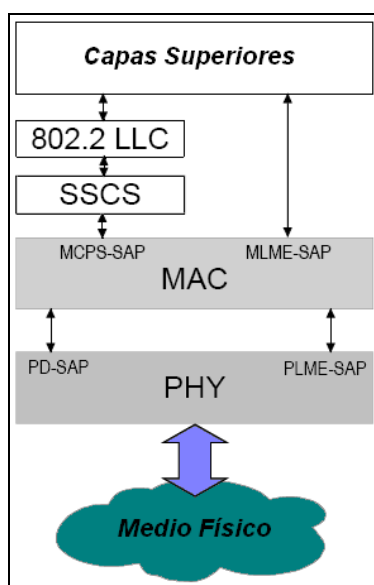 Capas Superiores
802.2 LLC
SSCS
MCPS-SAP MLME-SAP
MAC
PD-SAP PLME-SAP
PHY
Medio Físico